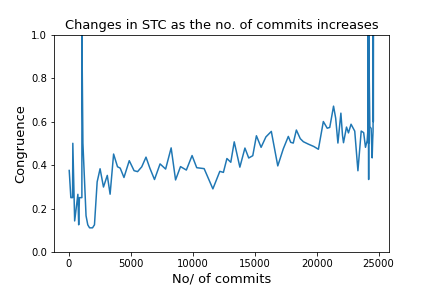 Changes in STC as the no. of commits increases
1.0
0.8
0.6
0.4
0.2
0.0
Congruence
0 5000 10000 15000 20000 25000
No/ of commits